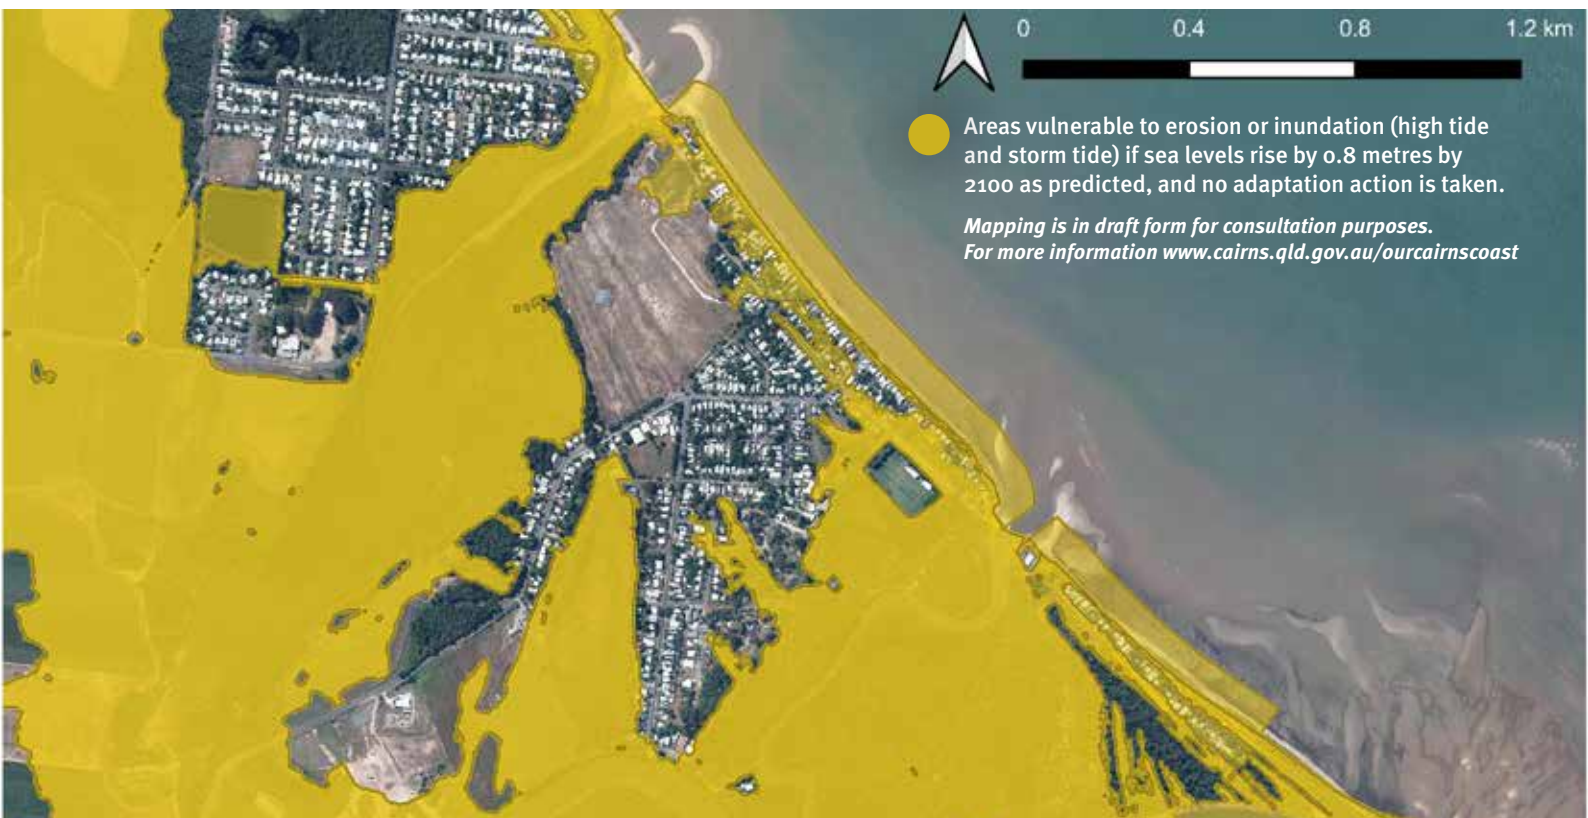 0 0.4 0.8 1.2 km
Areas vulnerable to erosion or inundation (high tide
and storm tide) if sea levels rise by 0.8 metres by
2100 as predicted, and no adaptation action is taken.
Mapping is in draft form for consultation purposes.
For more information www.cairns.qld.gov.au/ourcairnscoast